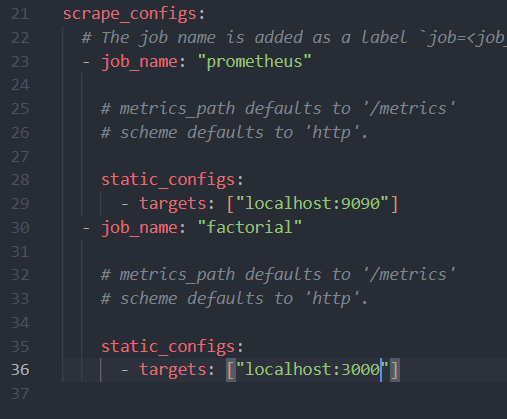 21 scrape_configs:
22 # The job name is added as a label `job=<job_
23 - job_name: "prometheus"
24
25 # metrics_path defaults to '/metrics'
26 # scheme defaults to 'http'.
27
28 static_configs:
29 - targets: ["localhost:9090"]
30 - job_name: "factorial"
31
32 # metrics_path defaults to '/metrics'
33 # scheme defaults to 'http'.
34
35 static_configs:
36 - targets: ["localhost:3000"]
37